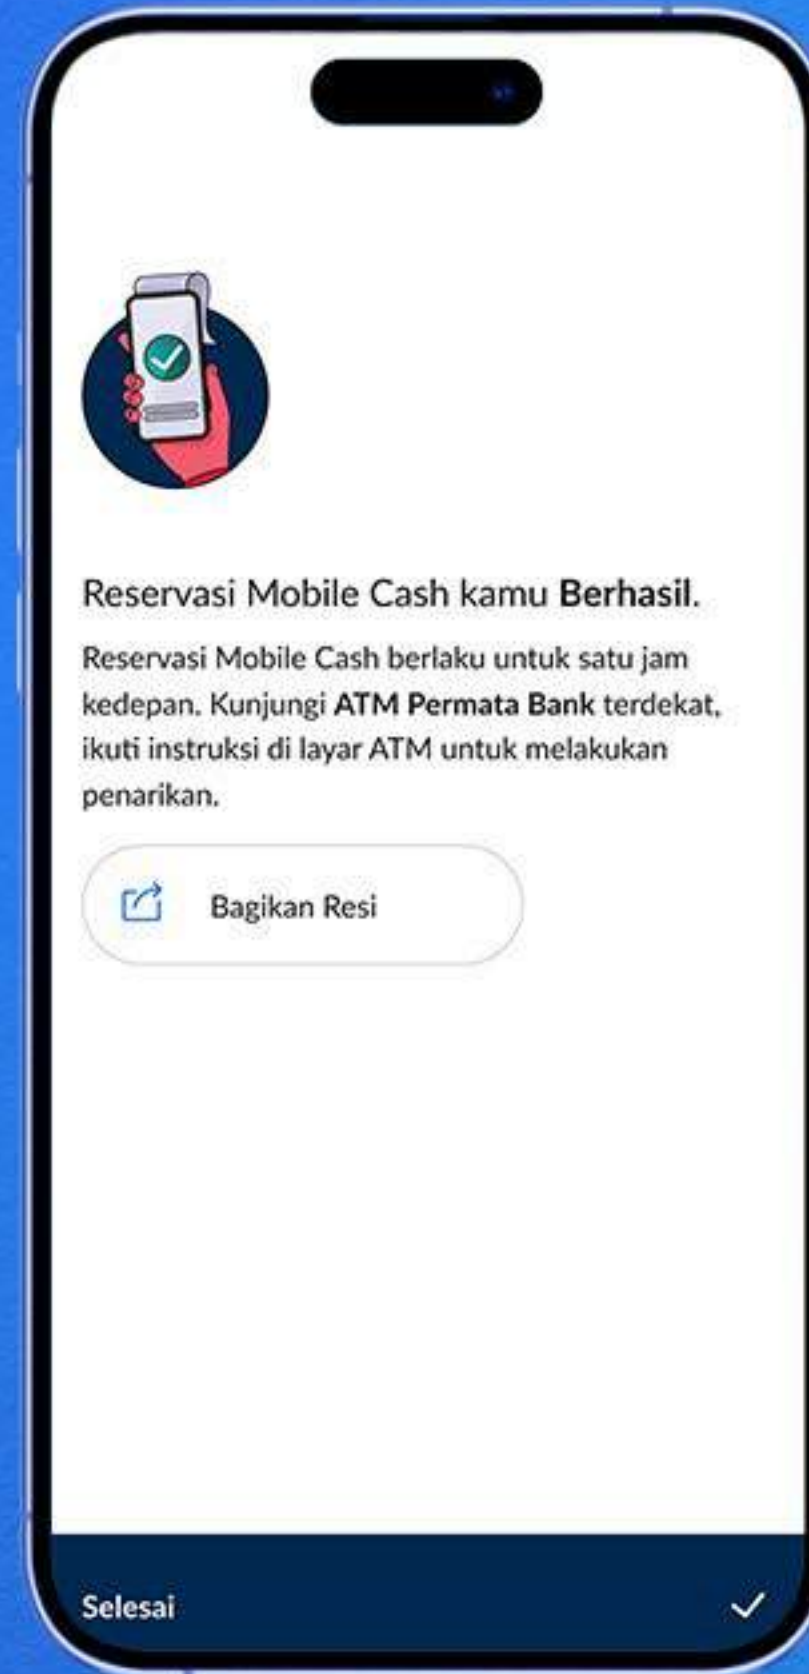 Reservasi Mobile Cash kamu Berhasil.
Reservasi Mobile Cash berlaku untuk satu jam
kedepan. Kunjungi ATM Permata Bank terdekat,
ikuti instruksi di layar ATM untuk melakukan
penarikan.
Bagikan Resi
Selesai